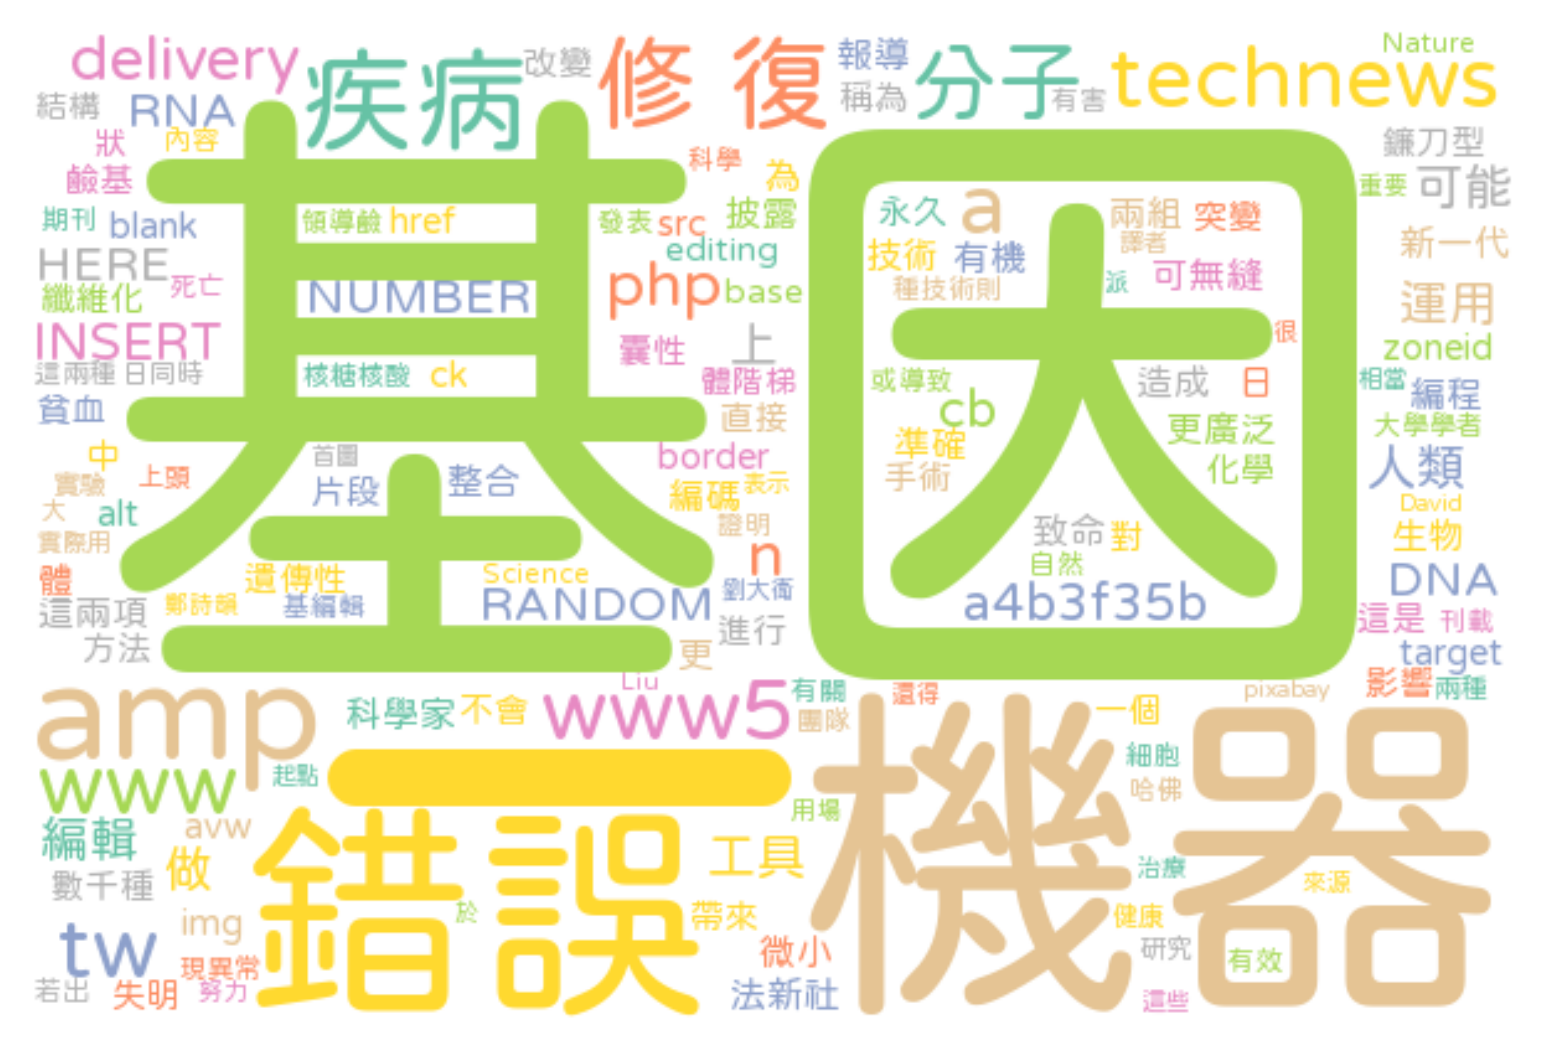 delivery 疾病 改變 修復 報導 分子 technews Nature
結構 RNA 稱為 有害
狀 內容 科學 為 鐮刀型
鹼基 基因 重要 可能
期刊 blank 領導鹼 href 發表 src 披露 永久 a 兩組 突變
HERE editing 技術 有機 譯者 新一代
纖維化 死亡 NUMBER php base 種技術則 派 可無縫 運用
INSERT 囊性 上 很 zoneid
這兩種 日同時 核糖核酸 ck 體階梯 或導致 造成 日 相當 編程
貧血 直接 cb 更廣泛 大學學者
中 上頭 首圖 整合 border 準確 化學 人類
實驗 片段 編碼 表示 手術 David
大 alt 證明 致命 對 生物
實際用 n 自然
體 遺傳性 Science 劉大衛 DNA
這兩項 鄭詩韻 基編輯 RANDOM a4b3f35b 這是 刊載
方法 更 進行 target
amp Liu 有關 還得 pixabay 影響 兩種
科學家 不會 www5 團隊 一個
www 起點 一 機器 細胞
哈佛
編輯 avw 錯誤 用場
數千種 做 工具 治療 來源
tw img 於 帶來 健康
現異常 微小 研究 有效
若出 失明 努力 法新社 這些